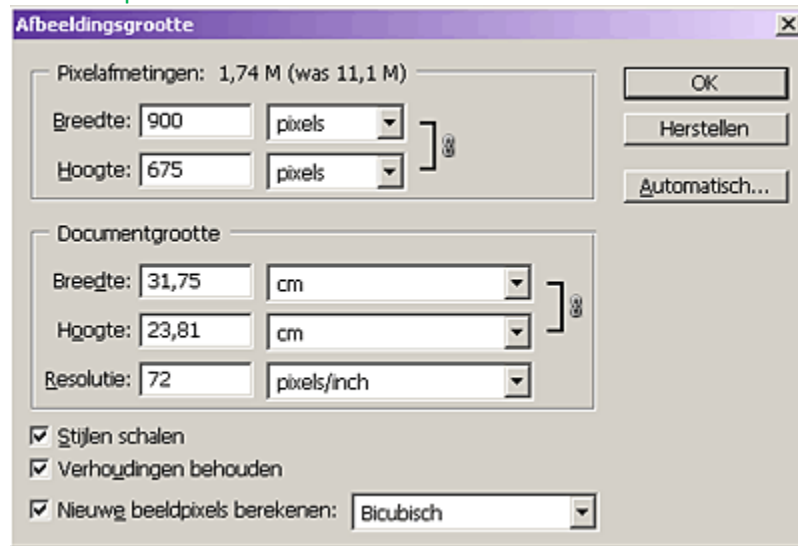 Afbeeldingsgrootte
Pixelafmetingen: 1,74 M (was 11,1 M)
OK
Breedte: 900 pixels
Herstellen
Hoogte: 675 pixels
Automatisch...
Documentgrootte
Breedte: 31,75 cm
Hoogte: 23,81 cm
Resolutie: 72 pixels/inch
Stijlen schalen
Verhoudingen behouden
Nieuwe beeldpixels berekenen: Bicubisch